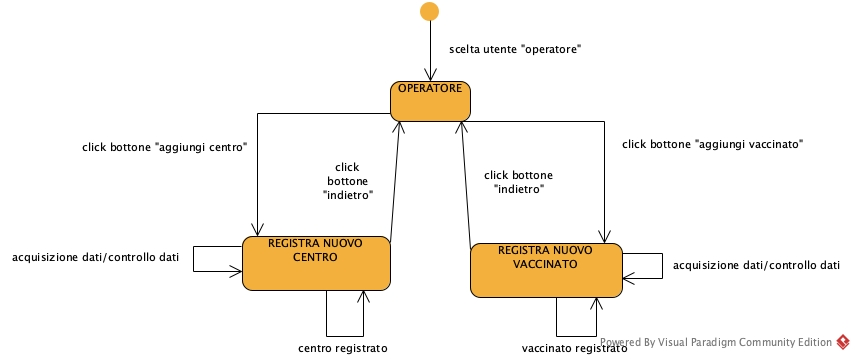 scelta utente "operatore"
OPERATORE
click bottone "aggiungi centro"
click bottone "aggiungi vaccinato"
click
bottone
"indietro"
click bottone
"indietro"
REGISTRA NUOVO
CENTRO
REGISTRA NUOVO
VACCINATO
acquisizione dati/controllo dati
acquisizione dati/controllo dati
centro registrato
vaccinato registrato
Powered By Visual Paradigm Community Edition